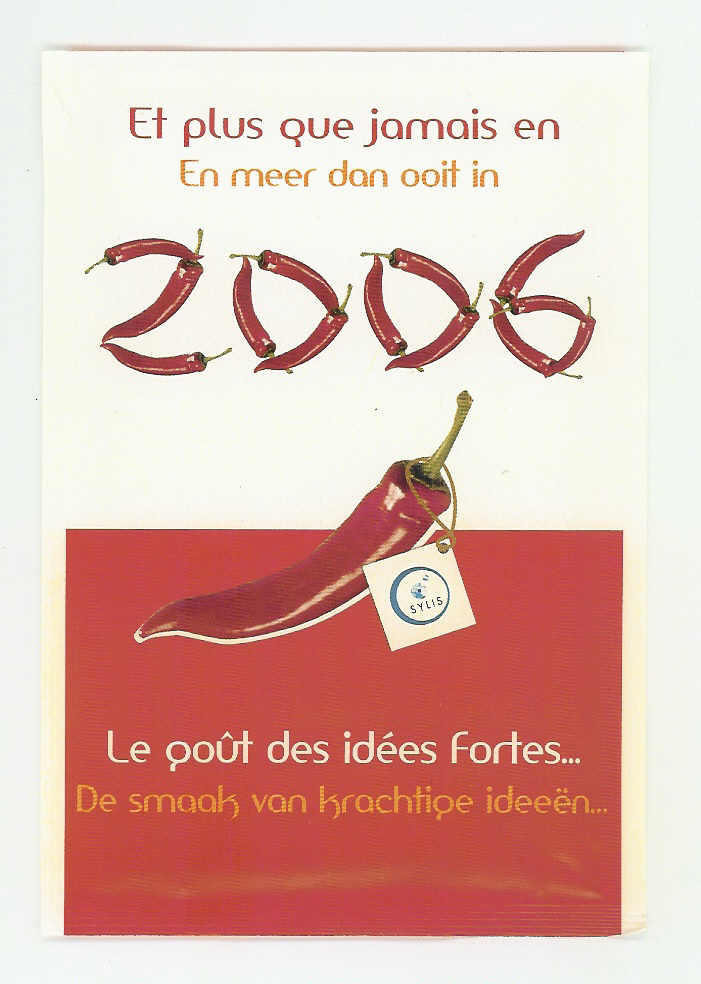 Et plus que jamais en
En meer dan ooit in
2006
SYLIS
Le goût des idées fortes...
De smaak van krachtige ideeën...